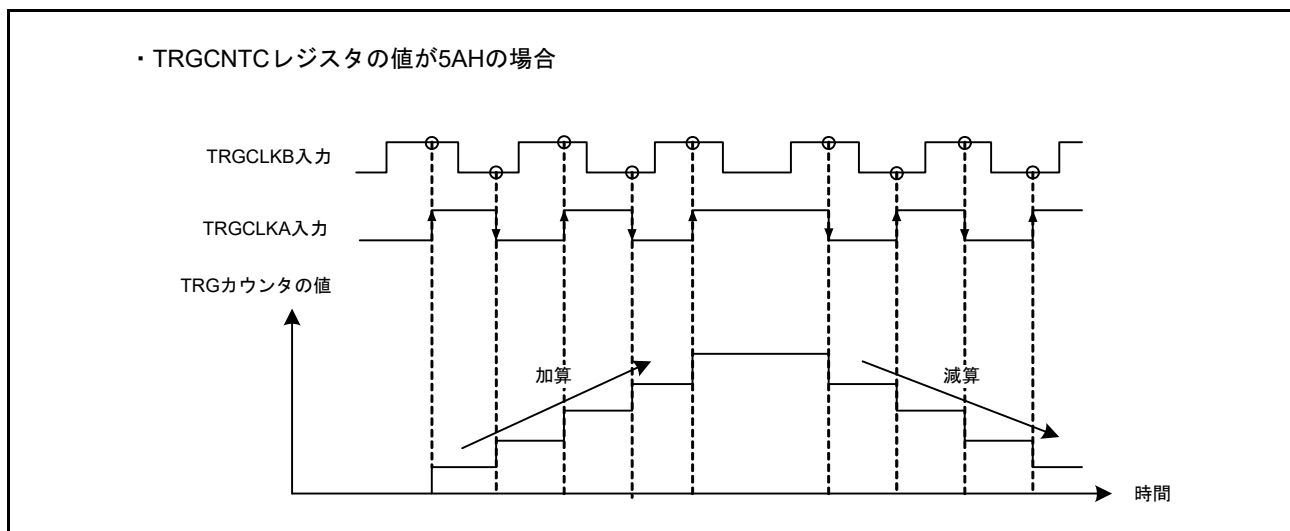 ・TRGCNTCレジスタの値が5AHの場合
TRGCLKB入力
TRGCLKA入力
TRGカウンタの値
加算
減算
時間